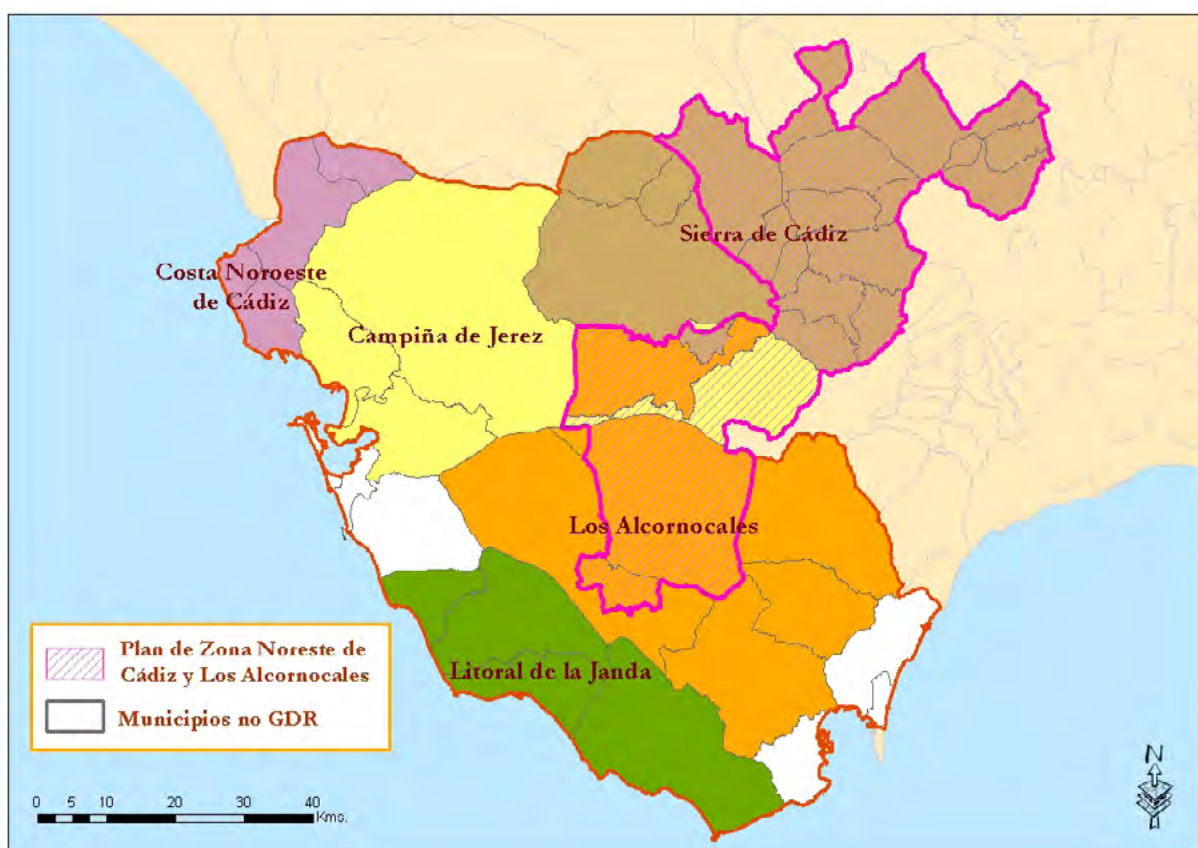 Sierra de Cádiz
Costa Noroeste
de Cádiz
Campiña de Jerez
Los Alcornocales
Litoral de la Janda
Plan de Zona Noreste de
Cádiz y Los Alcornocales
Municipios no GDR
0 5 10 20 30 40
Kms.
N